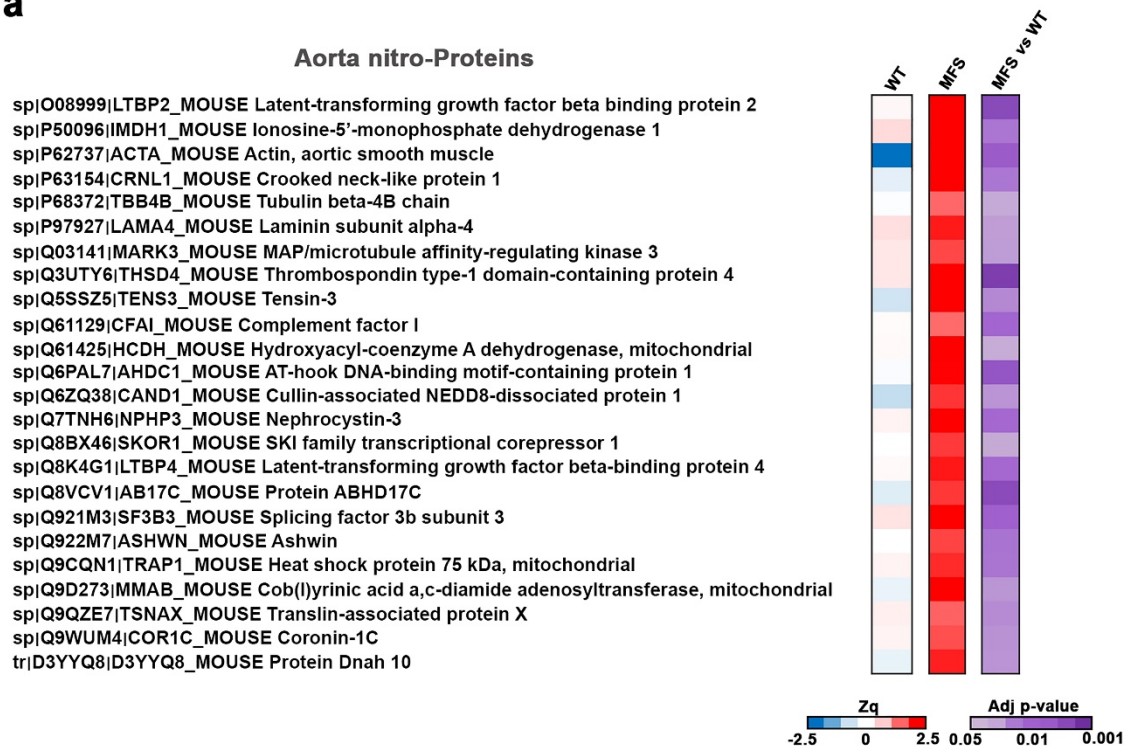 a
Aorta nitro-Proteins
WT
MFS
MFS vs WT
sp|O08999|LTBP2_MOUSE Latent-transforming growth factor beta binding protein 2
sp|P50096|IMDH1_MOUSE Ionosine-5’-monophosphate dehydrogenase 1
sp|P62737|ACTA_MOUSE Actin, aortic smooth muscle
sp|P63154|CRNL1_MOUSE Crooked neck-like protein 1
sp|P68372|TBB4B_MOUSE Tubulin beta-4B chain
sp|P97927|LAMA4_MOUSE Laminin subunit alpha-4
sp|Q03141|MARK3_MOUSE MAP/microtubule affinity-regulating kinase 3
sp|Q3UTY6|THSD4_MOUSE Thrombospondin type-1 domain-containing protein 4
sp|Q5SSZ5|TENS3_MOUSE Tensin-3
sp|Q61129|CFAI_MOUSE Complement factor I
sp|Q61425|HCDH_MOUSE Hydroxyacyl-coenzyme A dehydrogenase, mitochondrial
sp|Q6PAL7|AHDC1_MOUSE AT-hook DNA-binding motif-containing protein 1
sp|Q6ZQ38|CAND1_MOUSE Cullin-associated NEDD8-dissociated protein 1
sp|Q7TNH6|NPHP3_MOUSE Nephrocystin-3
sp|Q8BX46|SKOR1_MOUSE SKI family transcriptional corepressor 1
sp|Q8K4G1|LTBP4_MOUSE Latent-transforming growth factor beta-binding protein 4
sp|Q8VCV1|AB17C_MOUSE Protein ABHD17C
sp|Q921M3|SF3B3_MOUSE Splicing factor 3b subunit 3
sp|Q922M7|ASHWN_MOUSE Ashwin
sp|Q9CQN1|TRAP1_MOUSE Heat shock protein 75 kDa, mitochondrial
sp|Q9D273|MMAB_MOUSE Cob(I)yrinic acid a,c-diamide adenosyltransferase, mitochondrial
sp|Q9QZE7|TSNAX_MOUSE Translin-associated protein X
sp|Q9WUM4|COR1C_MOUSE Coronin-1C
tr|D3YYQ8|D3YYQ8_MOUSE Protein Dnah 10
Zq
-2.5 0 2.5
Adj p-value
0.05 0.01 0.001